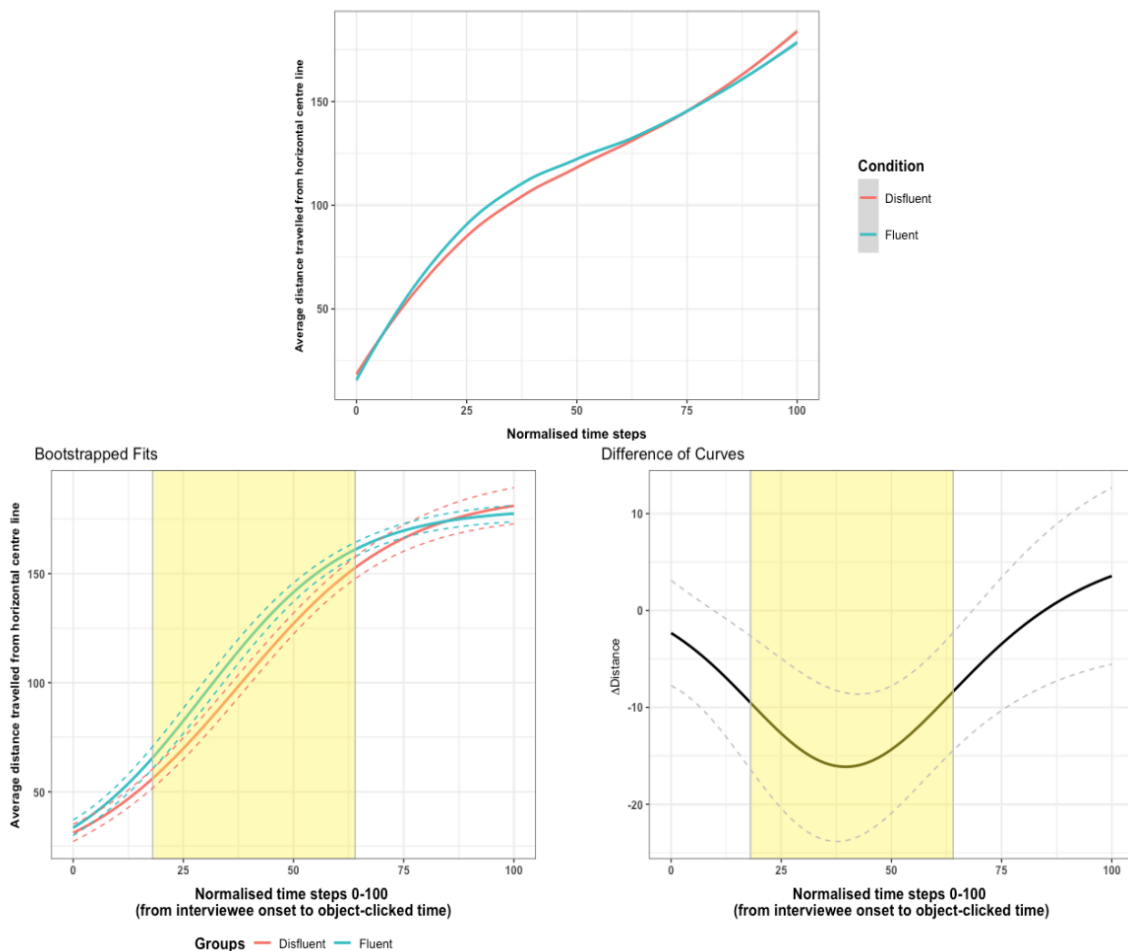 Average distance travelled from horizontal centre line
150
100
50
0
25
50
75
100
Normalised time steps
Condition
Disfluent
Fluent
Bootstrapped Fits
Average distance travelled from horizontal centre line
150
100
50
0
25
50
75
100
Normalised time steps 0-100
(from interviewee onset to object-clicked time)
Groups Disfluent Fluent
Difference of Curves
ΔDistance
10
0
-10
-20
0
25
50
75
100
Normalised time steps 0-100
(from interviewee onset to object-clicked time)